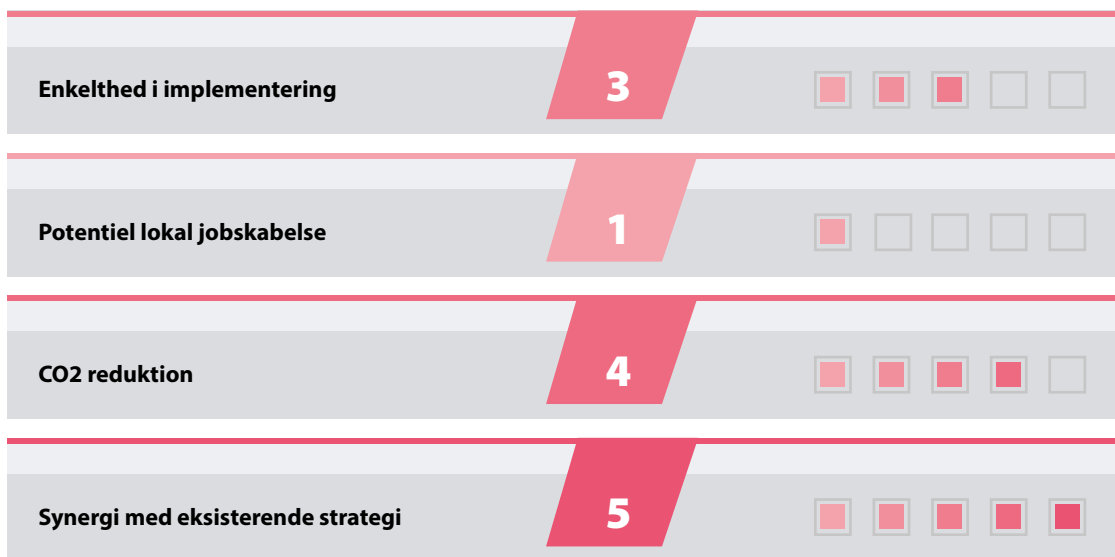 Enkelthed i implementering 3
Potentiel lokal jobskabelse 1
CO2 reduktion 4
Synergi med eksisterende strategi 5